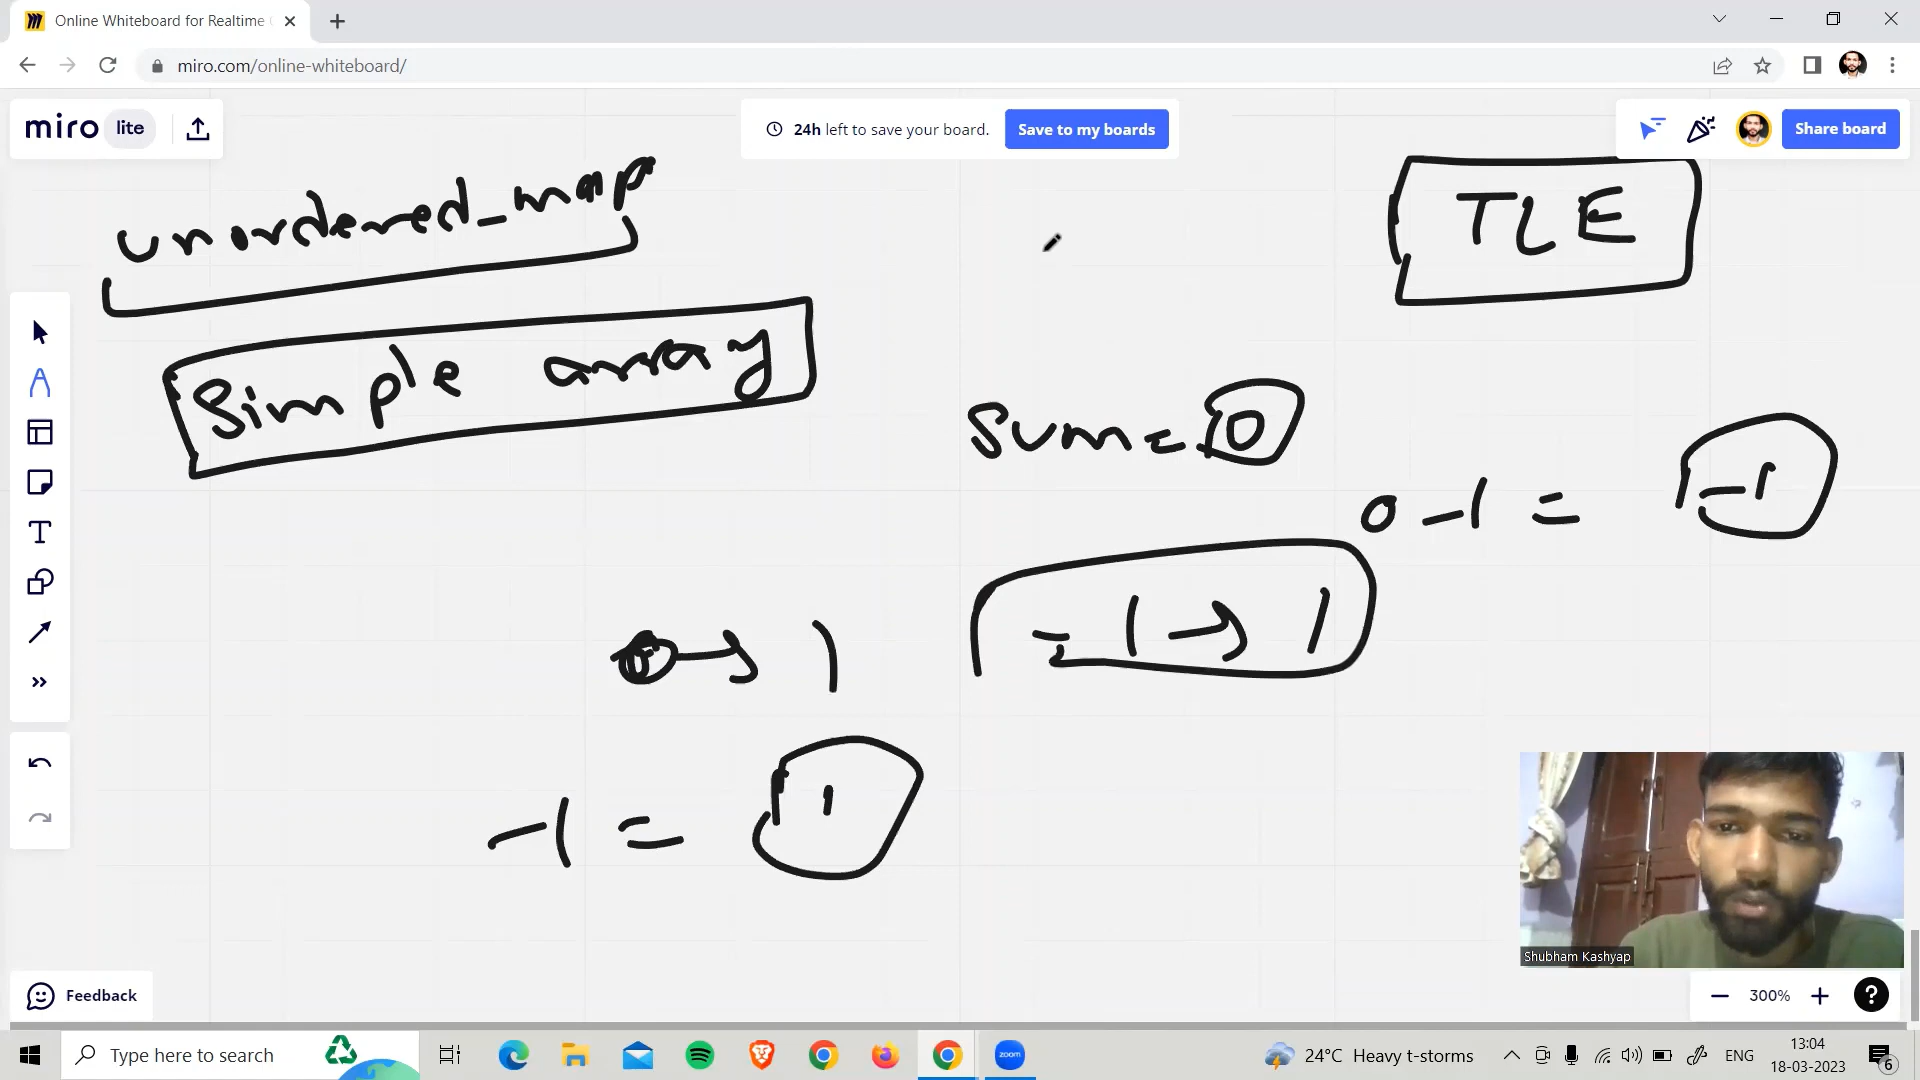 Online Whiteboard for Realtime
miro.com/online-whiteboard/
miro lite
24h left to save your board. Save to my boards
Share board
unordered_map
TLE
Simple array
Sum = 0
0 -1 = -1
0 → 1
= 1 → 1
-1 = 1
Shubham Kashyap
Feedback
300%
Type here to search
zoom
24°C Heavy t-storms
ENG
13:04
18-03-2023
6